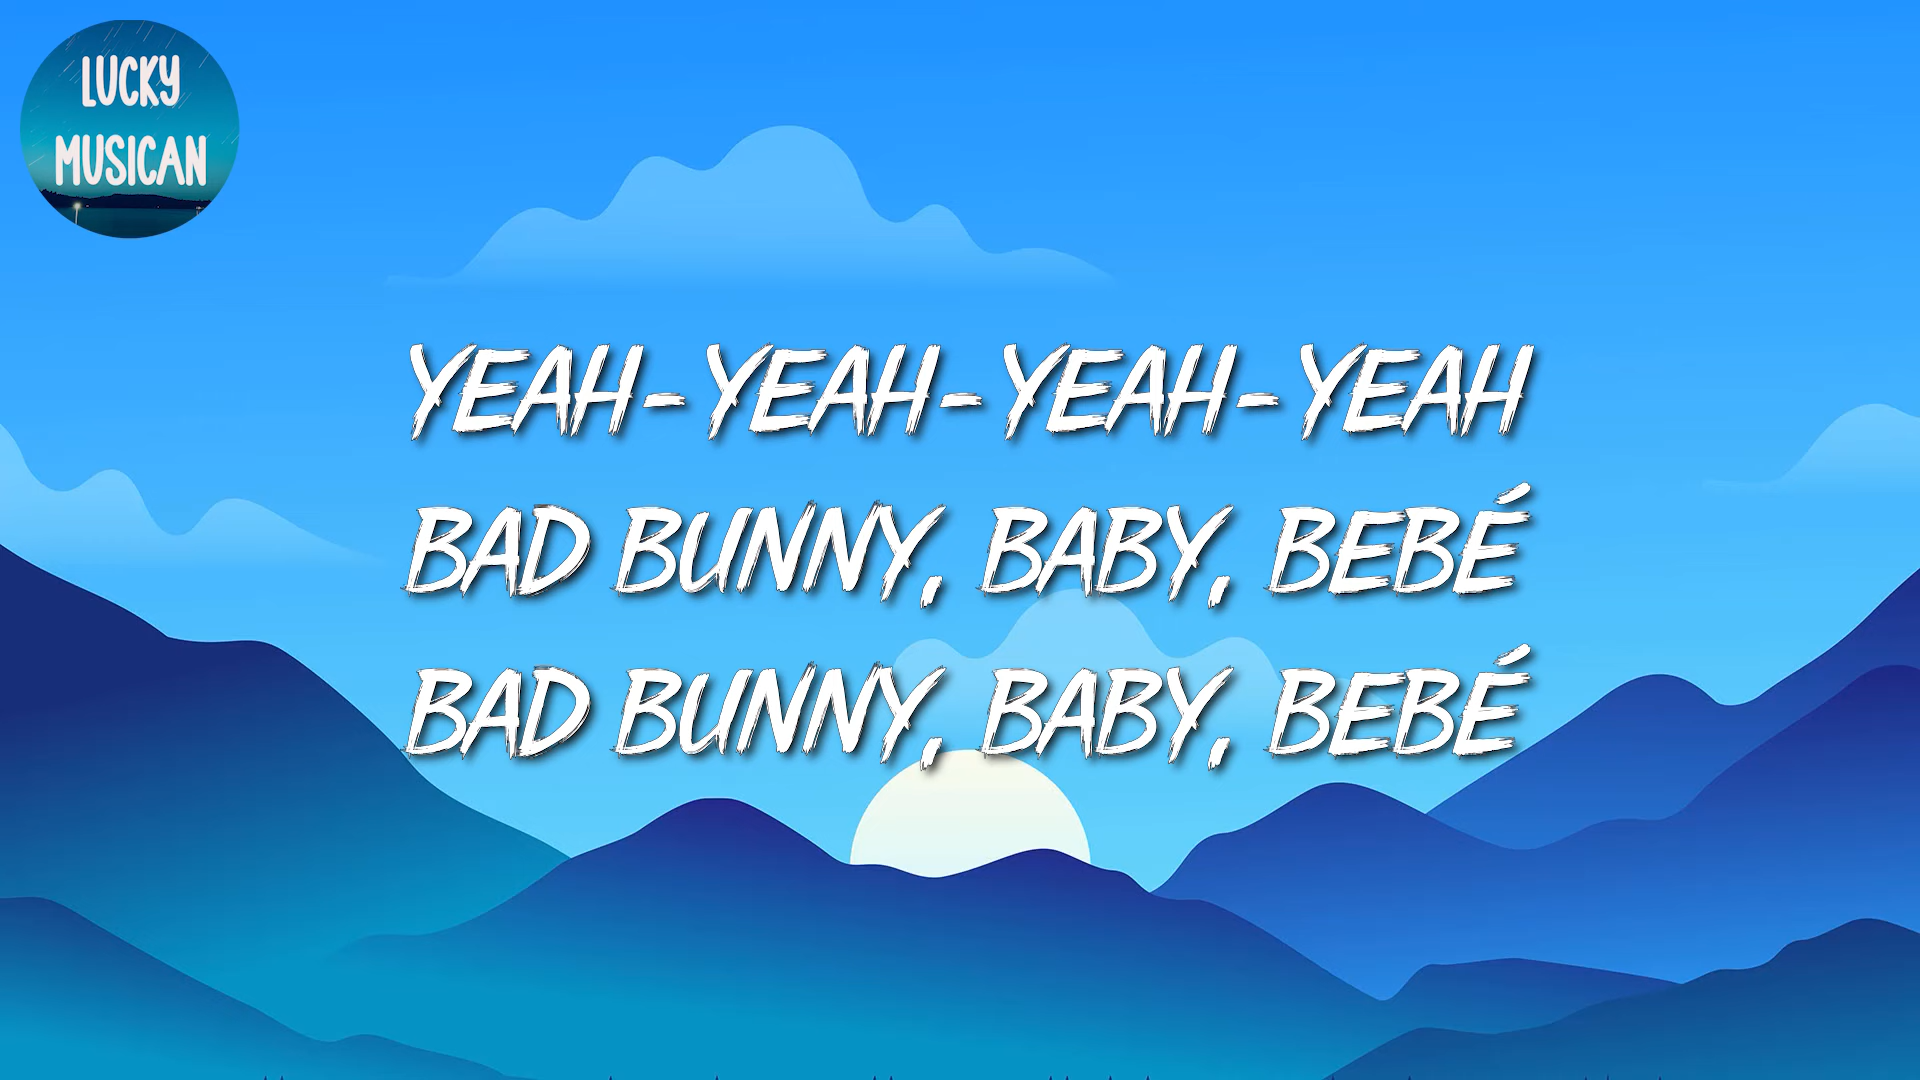 LUCKY
MUSICAN
YEAH-YEAH-YEAH-YEAH
BAD BUNNY, BABY, BEBÉ
BAD BUNNY, BABY, BEBÉ